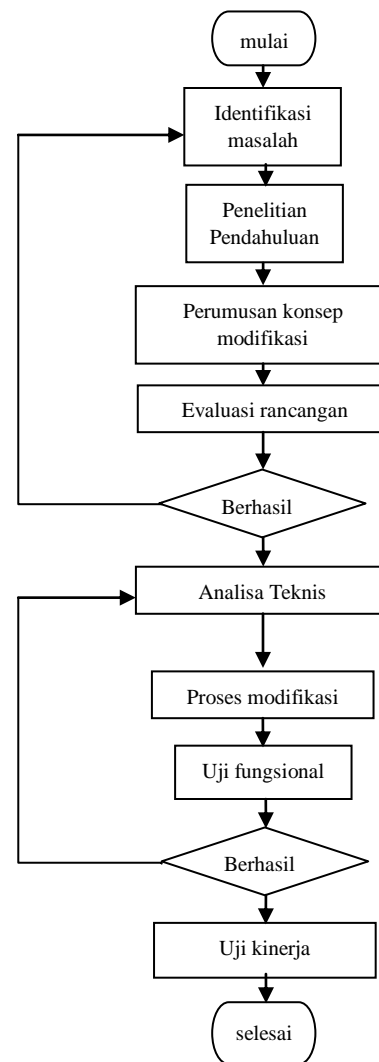 mulai
Identifikasi
masalah
Penelitian
Pendahuluan
Perumusan konsep
modifikasi
Evaluasi rancangan
Berhasil
Analisa Teknis
Proses modifikasi
Uji fungsional
Berhasil
Uji kinerja
selesai